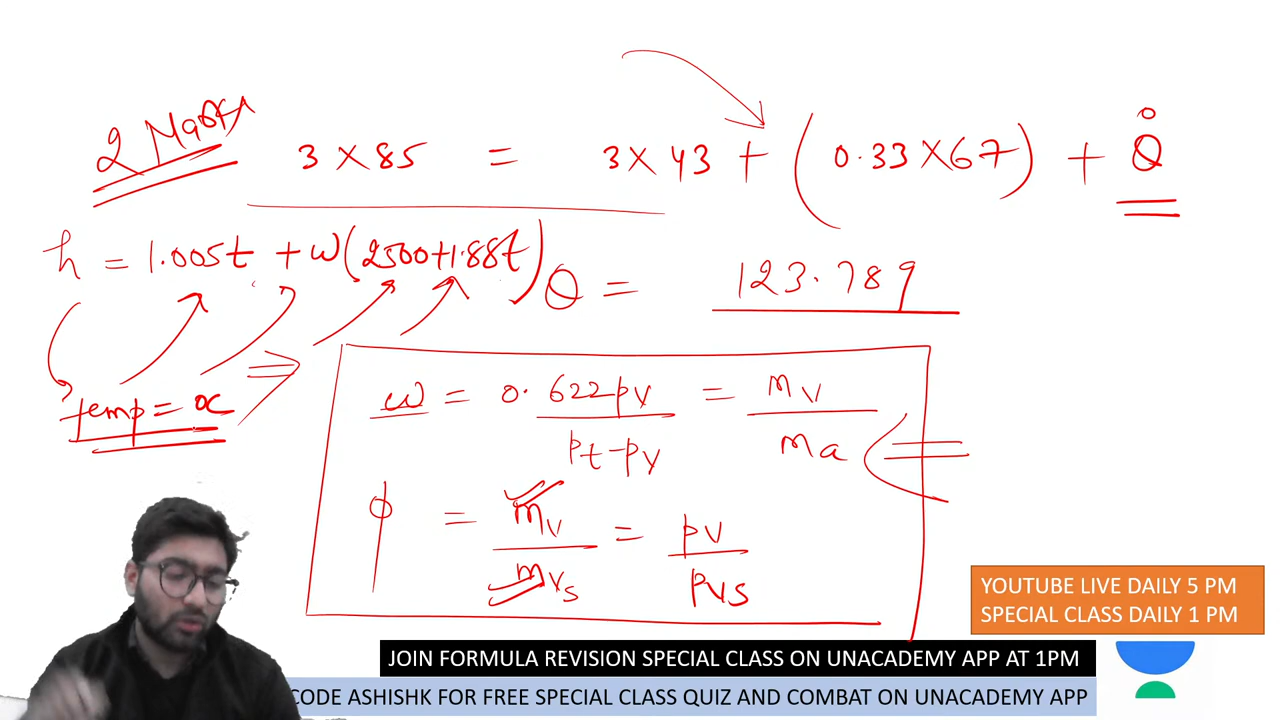 2 Marks
3 × 85 = 3 × 43 + (0.33 × 67) + Q̇
h = 1.005t + ω(2500+1.88t)
Q = 123.789
temp = °C
ω = 0.622pv / pt-pv = mv / ma
ϕ = mv / mvs = pv / pvs
YOUTUBE LIVE DAILY 5 PM
SPECIAL CLASS DAILY 1 PM
JOIN FORMULA REVISION SPECIAL CLASS ON UNACADEMY APP AT 1PM
CODE ASHISHK FOR FREE SPECIAL CLASS QUIZ AND COMBAT ON UNACADEMY APP